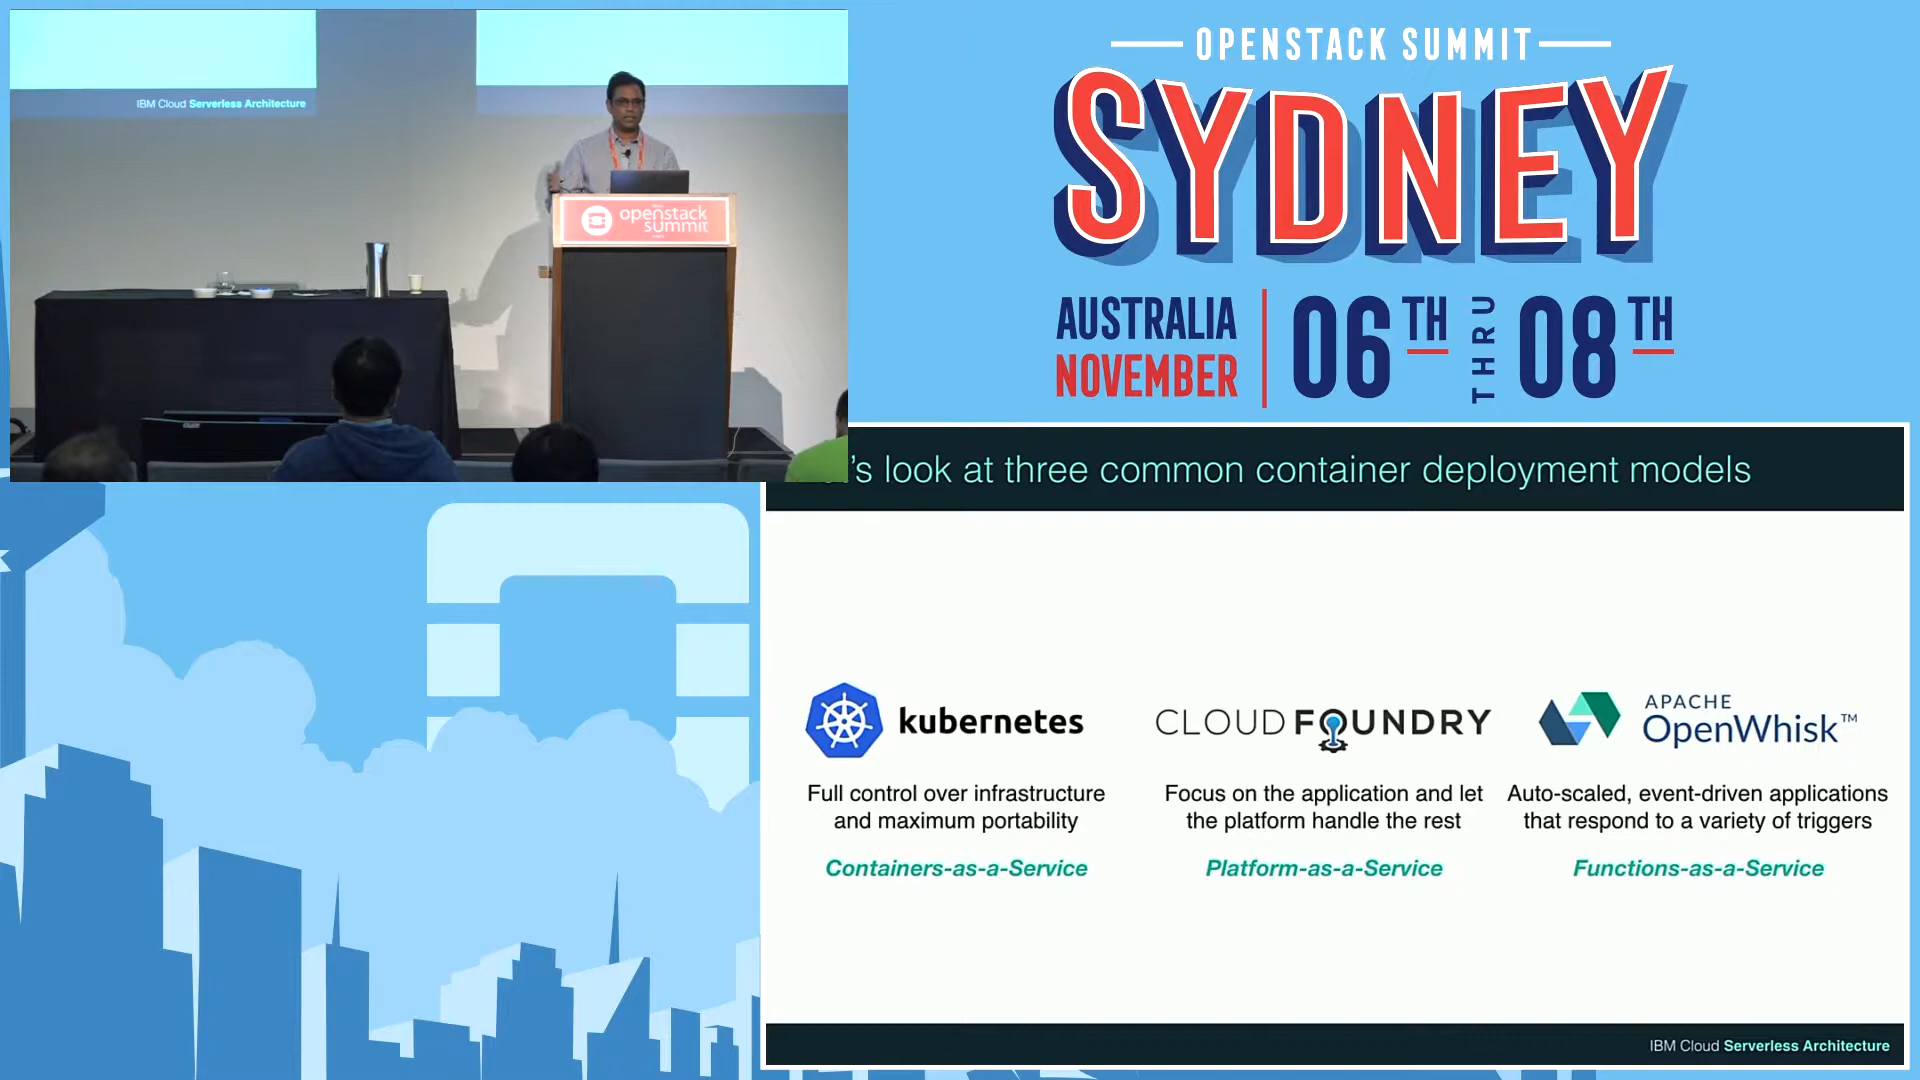 IBM Cloud Serverless Architecture
openstack
summit
OPENSTACK SUMMIT
SYDNEY
AUSTRALIA
NOVEMBER
06TH THRU 08TH
's look at three common container deployment models
kubernetes
Full control over infrastructure
and maximum portability
Containers-as-a-Service
CLOUD FOUNDRY
Focus on the application and let
the platform handle the rest
Platform-as-a-Service
APACHE
OpenWhisk™
Auto-scaled, event-driven applications
that respond to a variety of triggers
Functions-as-a-Service
IBM Cloud Serverless Architecture